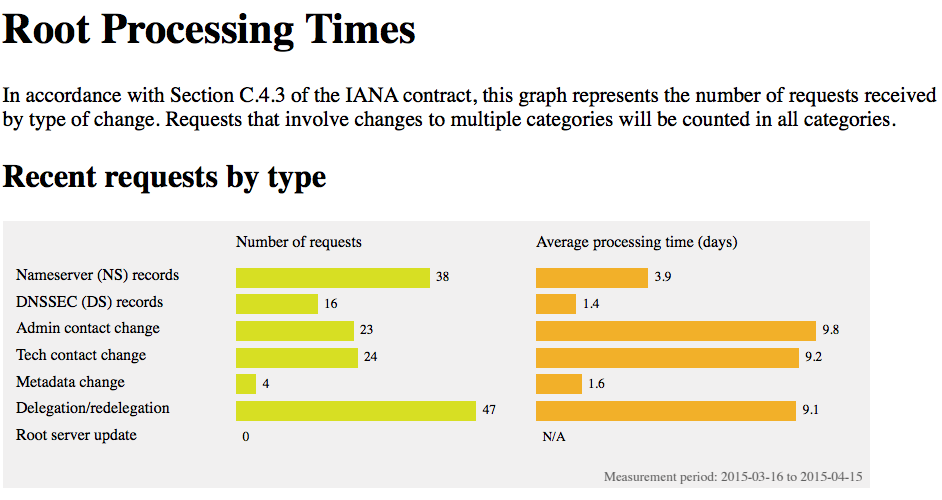 Root Processing Times
In accordance with Section C.4.3 of the IANA contract, this graph represents the number of requests received
by type of change. Requests that involve changes to multiple categories will be counted in all categories.
Recent requests by type
Number of requests Average processing time (days)
Nameserver (NS) records 38 3.9
DNSSEC (DS) records 16 1.4
Admin contact change 23 9.8
Tech contact change 24 9.2
Metadata change 4 1.6
Delegation/redelegation 47 9.1
Root server update 0 N/A
Measurement period: 2015-03-16 to 2015-04-15